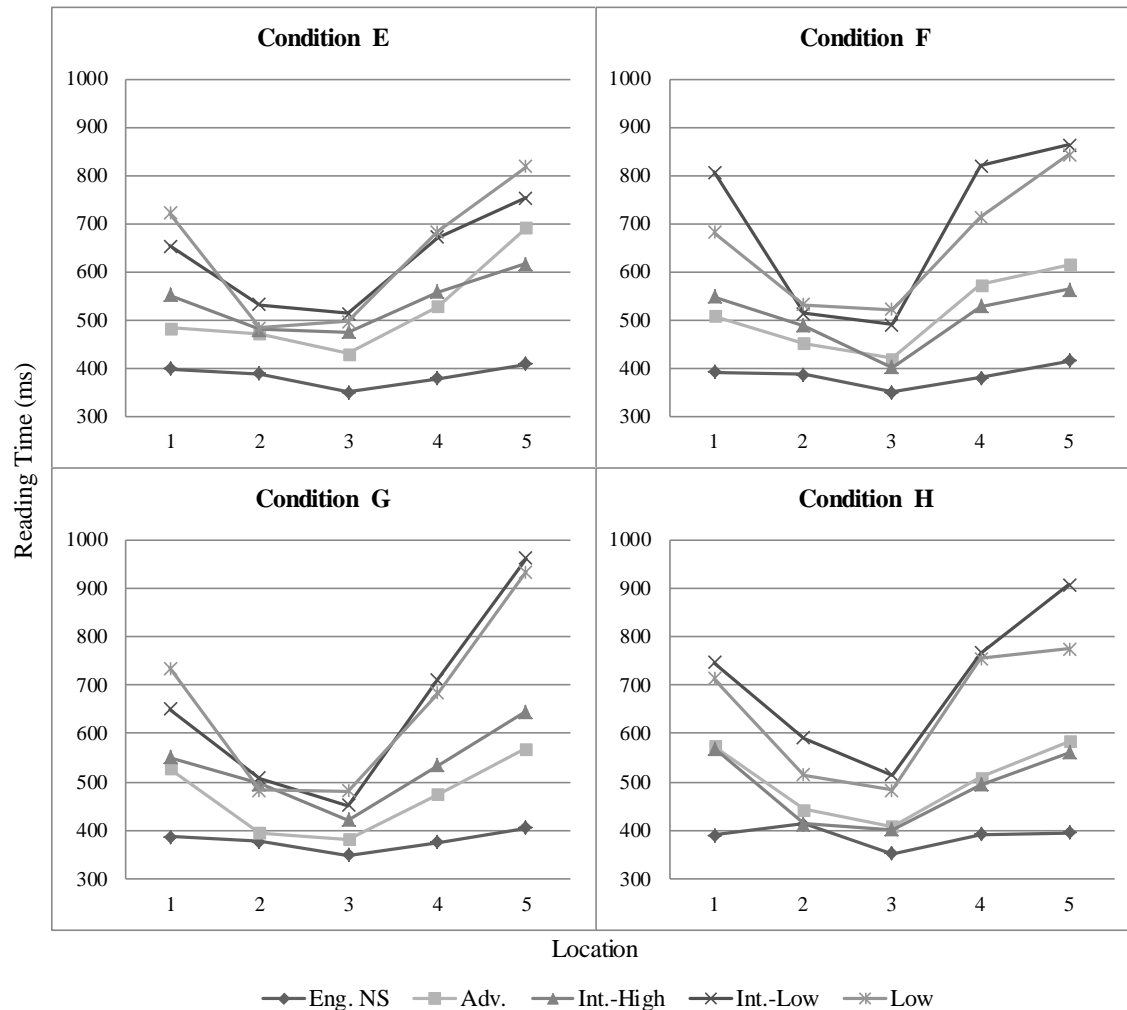 Condition E
1000
900
800
700
600
500
400
300
1 2 3 4 5
Condition F
1000
900
800
700
600
500
400
300
1 2 3 4 5
Reading Time (ms)
Condition G
1000
900
800
700
600
500
400
300
1 2 3 4 5
Condition H
1000
900
800
700
600
500
400
300
1 2 3 4 5
Location
Eng. NS Adv. Int.-High Int.-Low Low